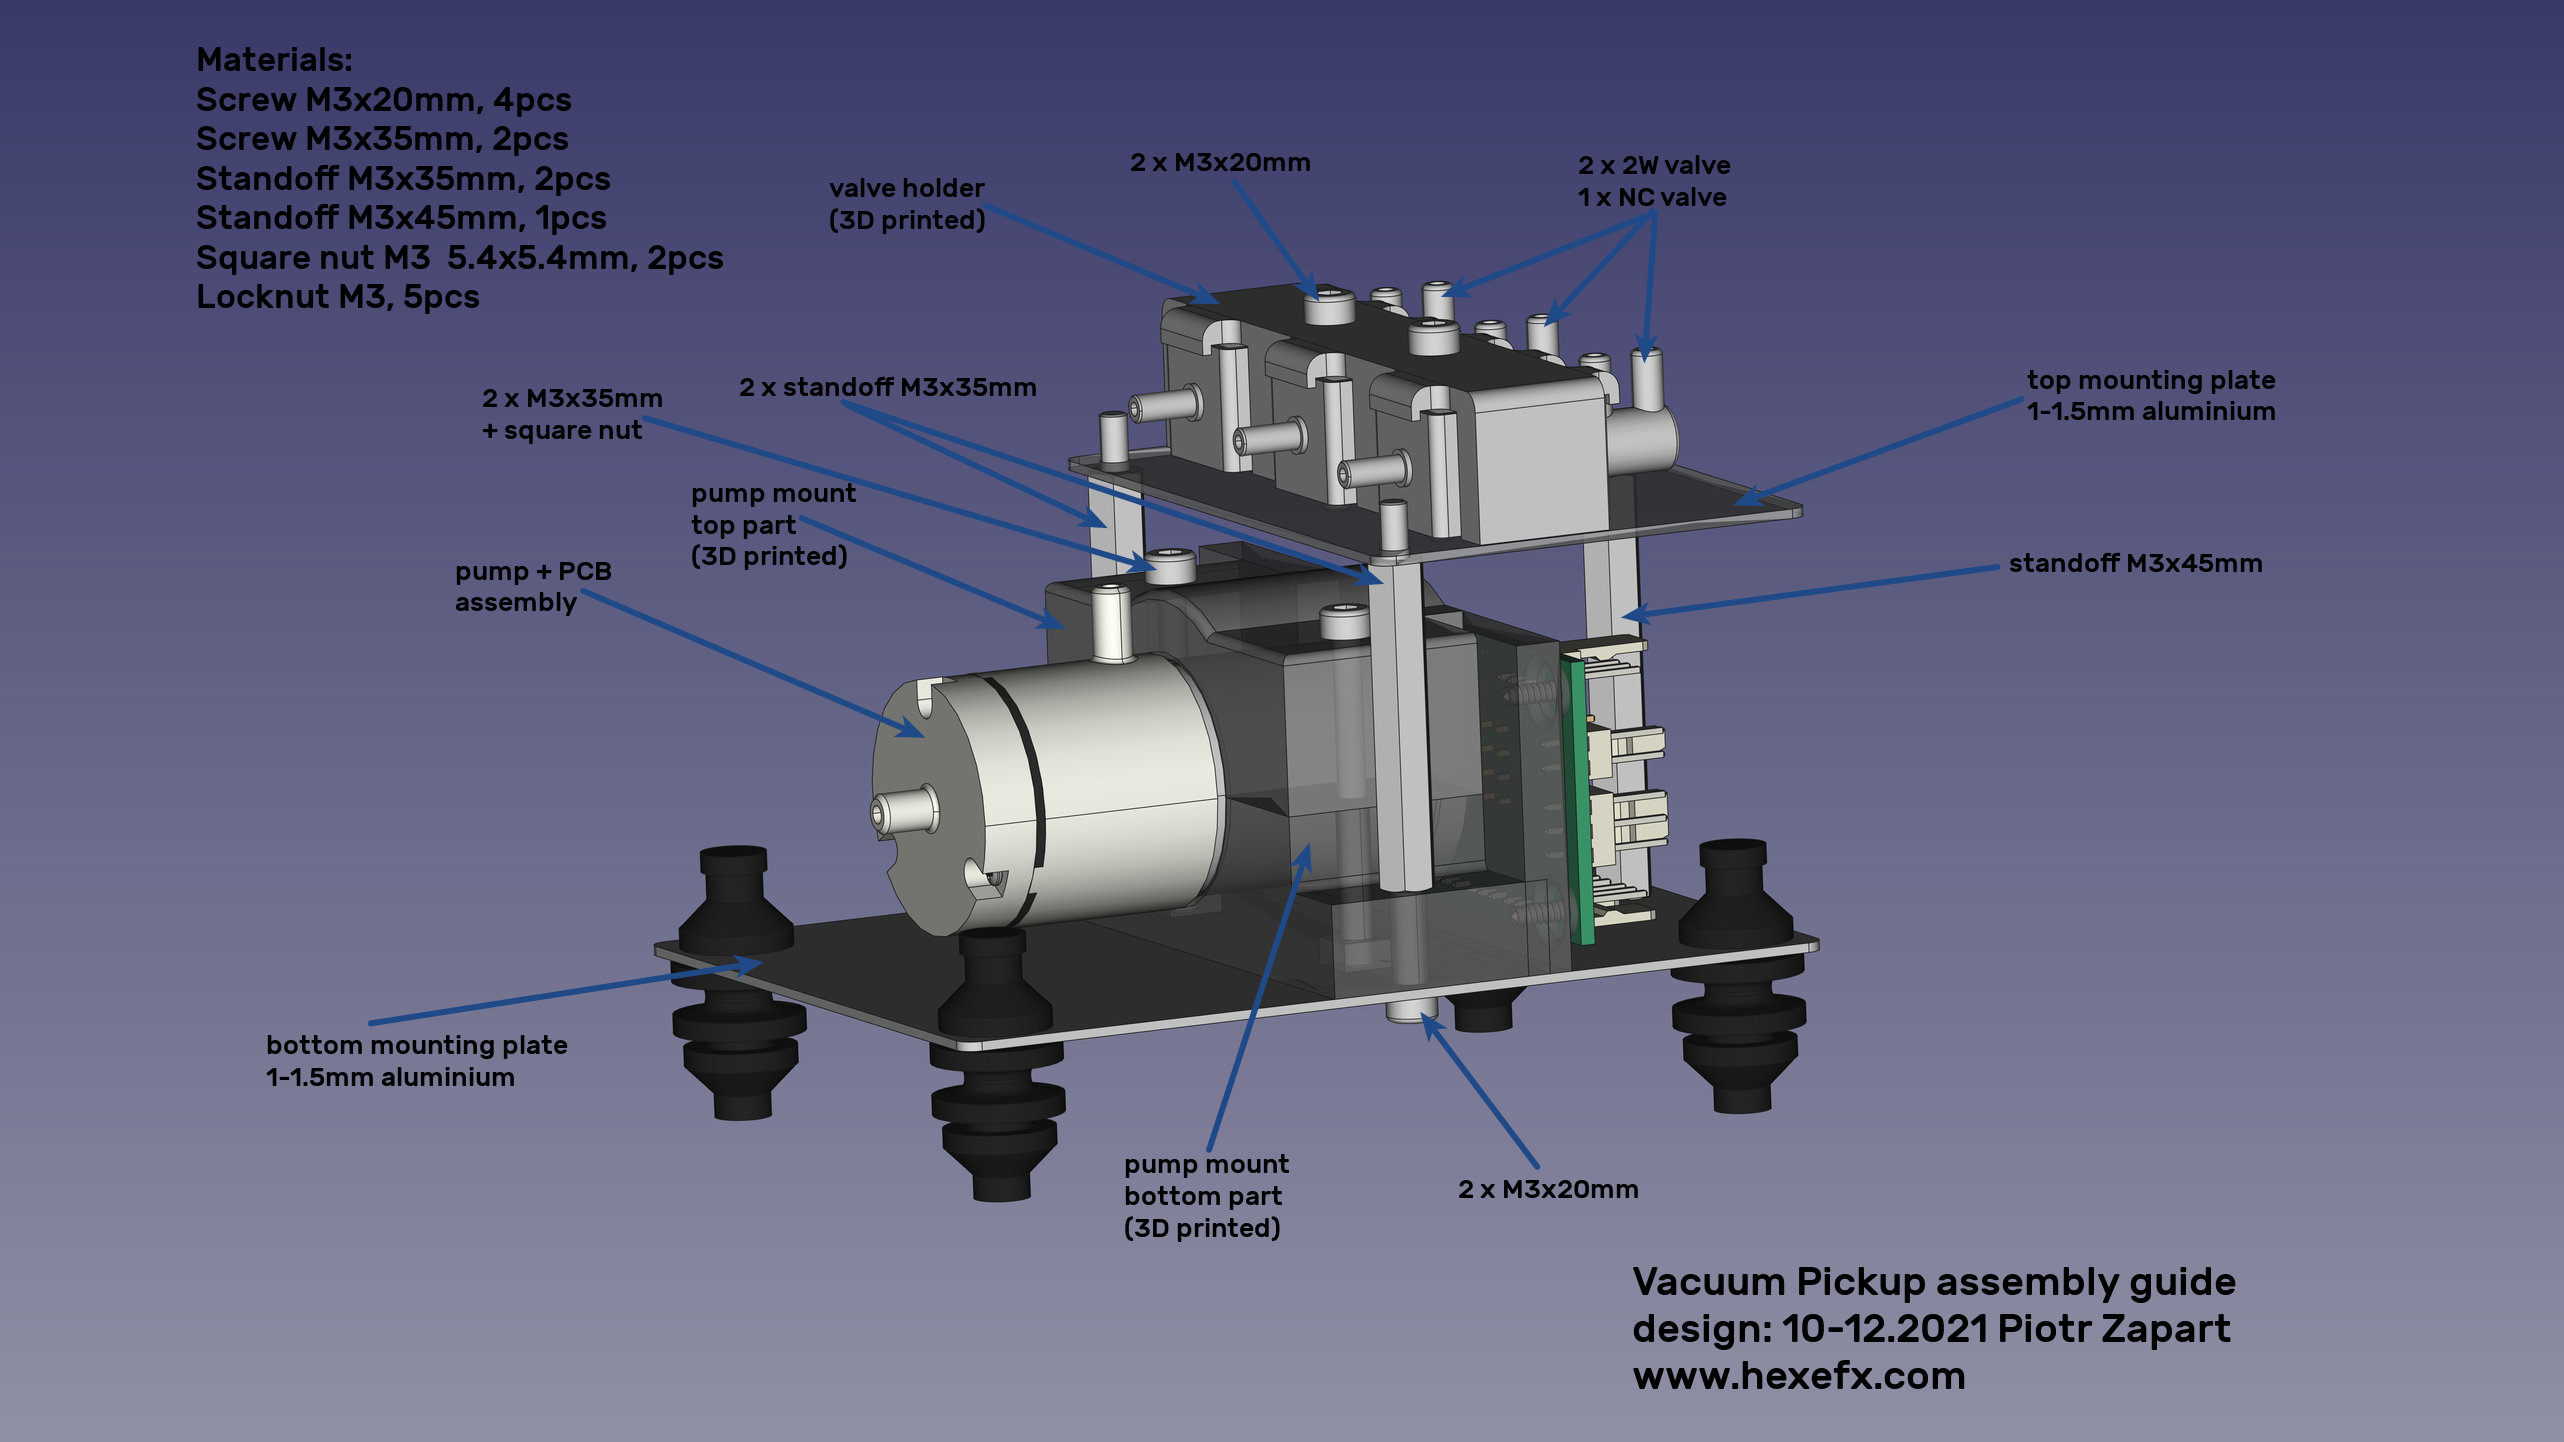 Materials:
Screw M3x20mm, 4pcs
Screw M3x35mm, 2pcs
Standoff M3x35mm, 2pcs
Standoff M3x45mm, 1pcs
Square nut M3  5.4x5.4mm, 2pcs
Locknut M3, 5pcs
valve holder
(3D printed)
2 x M3x20mm
2 x 2W valve
1 x NC valve
2 x M3x35mm
+ square nut
2 x standoff M3x35mm
top mounting plate
1-1.5mm aluminium
pump mount
top part
(3D printed)
pump + PCB
assembly
standoff M3x45mm
bottom mounting plate
1-1.5mm aluminium
pump mount
bottom part
(3D printed)
2 x M3x20mm
Vacuum Pickup assembly guide
design: 10-12.2021 Piotr Zapart
www.hexefx.com